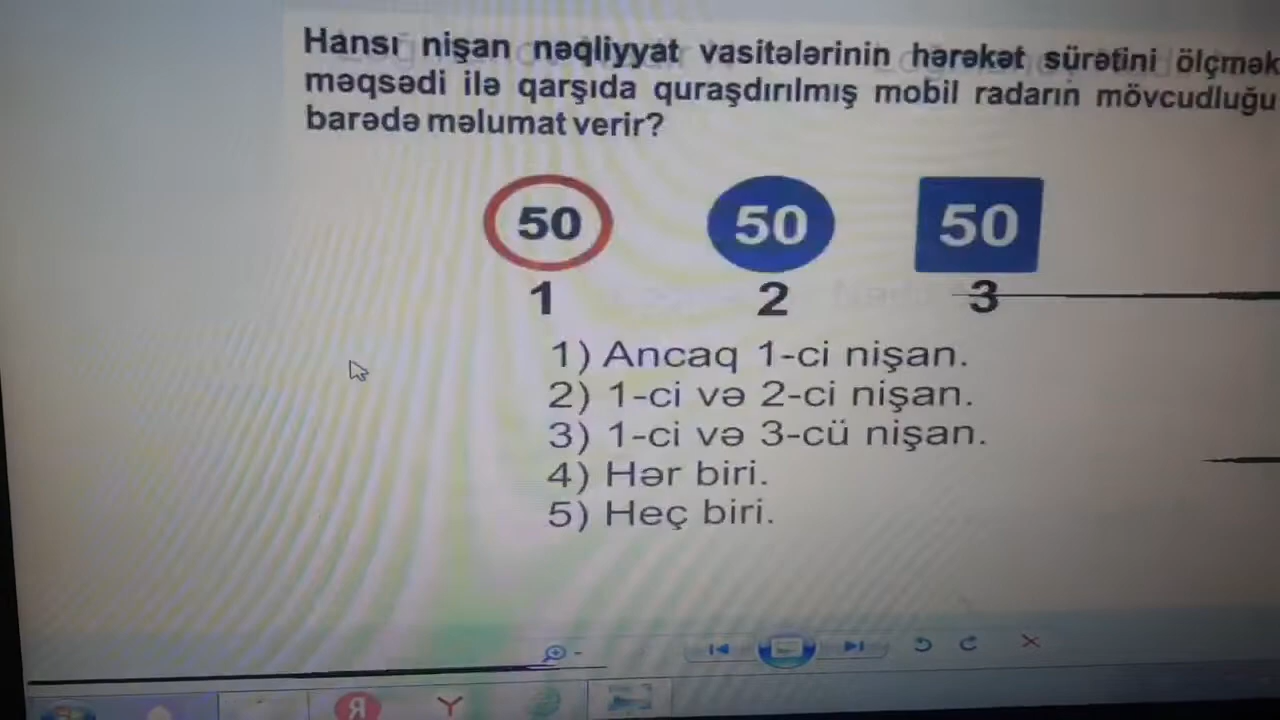 Hansı nişan nəqliyyat vasitələrinin hərəkət sürətini ölçmək
məqsədi ilə qarşıda quraşdırılmış mobil radarın mövcudluğu
barədə məlumat verir?
50 50 50
1 2 3
1) Ancaq 1-ci nişan.
2) 1-ci və 2-ci nişan.
3) 1-ci və 3-cü nişan.
4) Hər biri.
5) Heç biri.